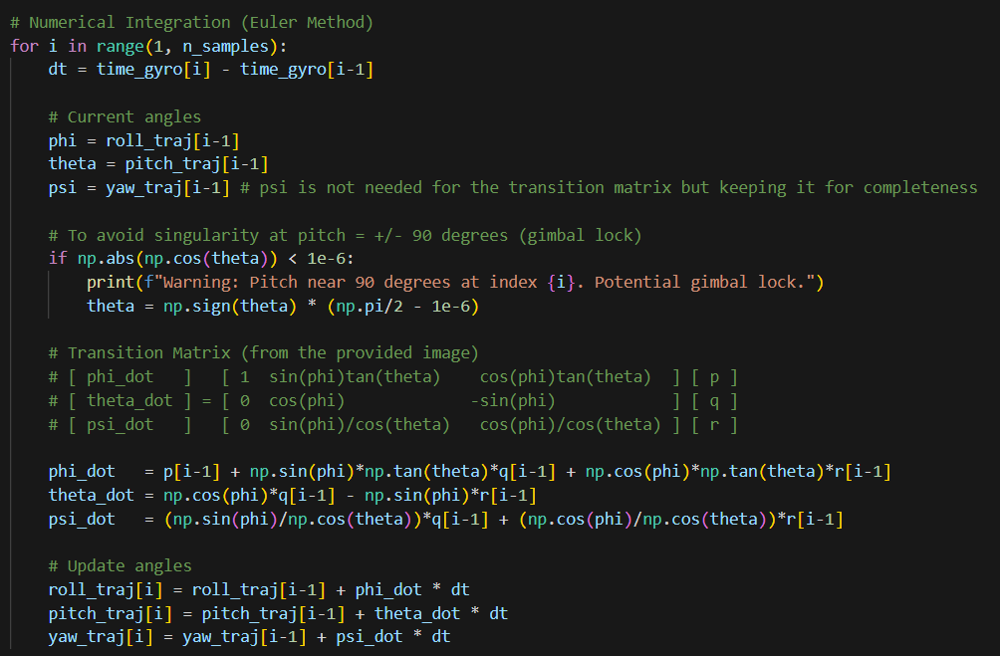 # Numerical Integration (Euler Method)
for i in range(1, n_samples):
    dt = time_gyro[i] - time_gyro[i-1]

    # Current angles
    phi = roll_traj[i-1]
    theta = pitch_traj[i-1]
    psi = yaw_traj[i-1] # psi is not needed for the transition matrix but keeping it for completeness

    # To avoid singularity at pitch = +/- 90 degrees (gimbal lock)
    if np.abs(np.cos(theta)) < 1e-6:
        print(f"Warning: Pitch near 90 degrees at index {i}. Potential gimbal lock.")
        theta = np.sign(theta) * (np.pi/2 - 1e-6)

    # Transition Matrix (from the provided image)
    # [ phi_dot   ]   [ 1  sin(phi)tan(theta)    cos(phi)tan(theta)  ] [ p ]
    # [ theta_dot ] = [ 0  cos(phi)             -sin(phi)            ] [ q ]
    # [ psi_dot   ]   [ 0  sin(phi)/cos(theta)   cos(phi)/cos(theta) ] [ r ]

    phi_dot   = p[i-1] + np.sin(phi)*np.tan(theta)*q[i-1] + np.cos(phi)*np.tan(theta)*r[i-1]
    theta_dot = np.cos(phi)*q[i-1] - np.sin(phi)*r[i-1]
    psi_dot   = (np.sin(phi)/np.cos(theta))*q[i-1] + (np.cos(phi)/np.cos(theta))*r[i-1]

    # Update angles
    roll_traj[i] = roll_traj[i-1] + phi_dot * dt
    pitch_traj[i] = pitch_traj[i-1] + theta_dot * dt
    yaw_traj[i] = yaw_traj[i-1] + psi_dot * dt